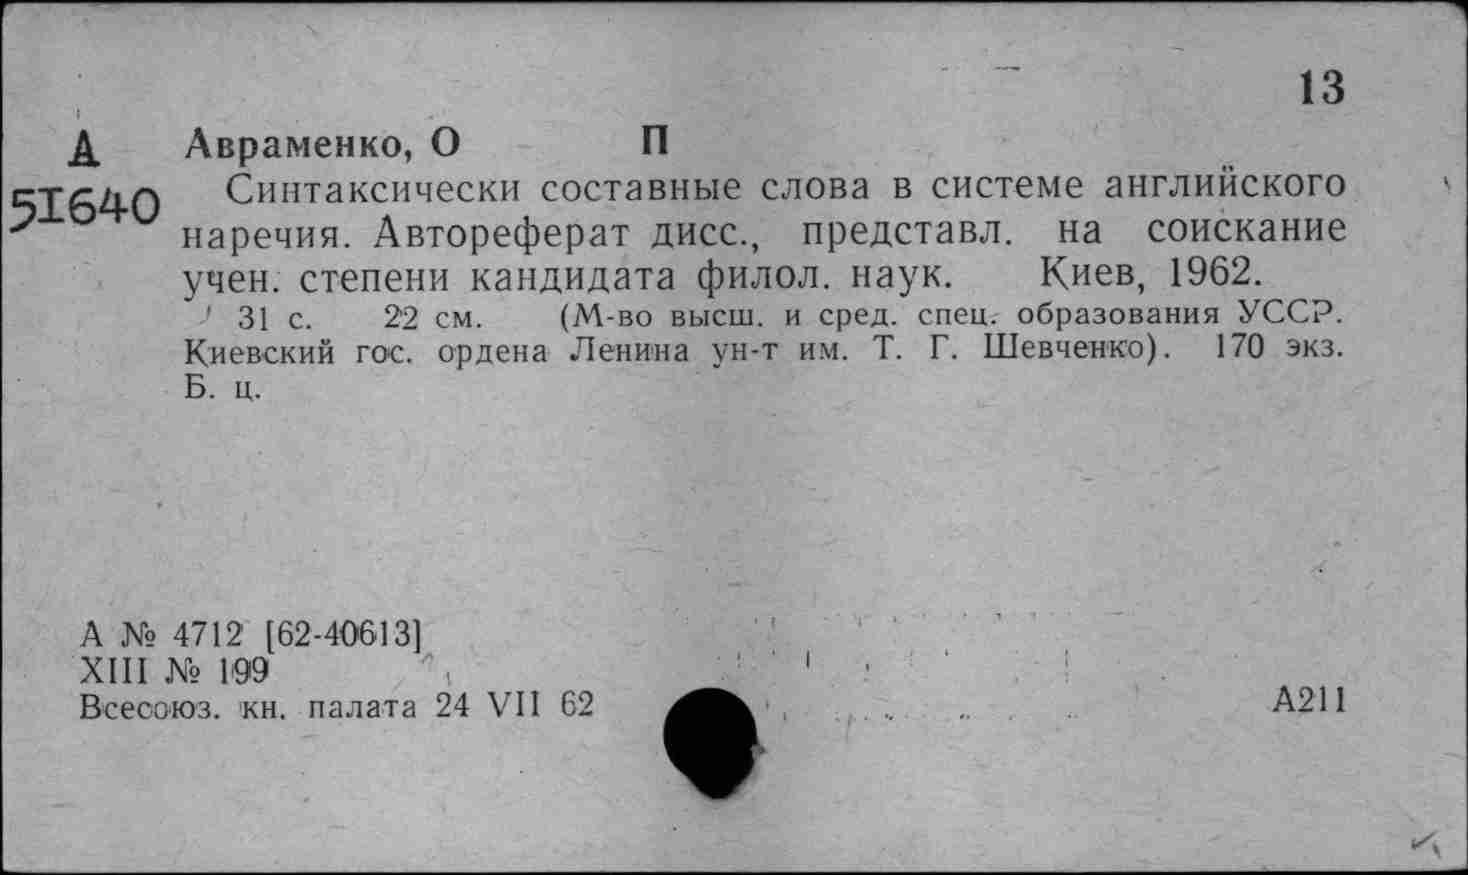 13
А Авраменко, О П
51640 Синтаксически составные слова в системе английского
наречия. Автореферат дисс., представл. на соискание
учен. степени кандидата филол. наук. Киев, 1962.
31 с. 22 см. (М-во высш. и сред. спец. образования УССР.
Киевский гос. ордена Ленина ун-т им. Т. Г. Шевченко). 170 экз.
Б. ц.
А № 4712 [62-40613]
XIII № 199
Всесоюз. кн. палата 24 VII 62
А211